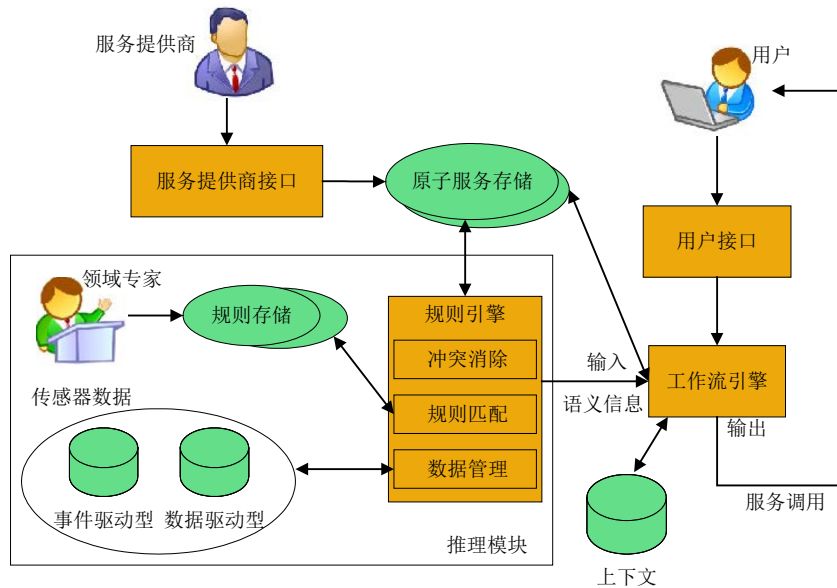 服务提供商
用户
服务提供商接口
原子服务存储
用户接口
领域专家
规则存储
规则引擎
冲突消除
规则匹配
数据管理
输入
语义信息
工作流引擎
传感器数据
事件驱动型
数据驱动型
推理模块
输出
服务调用
上下文